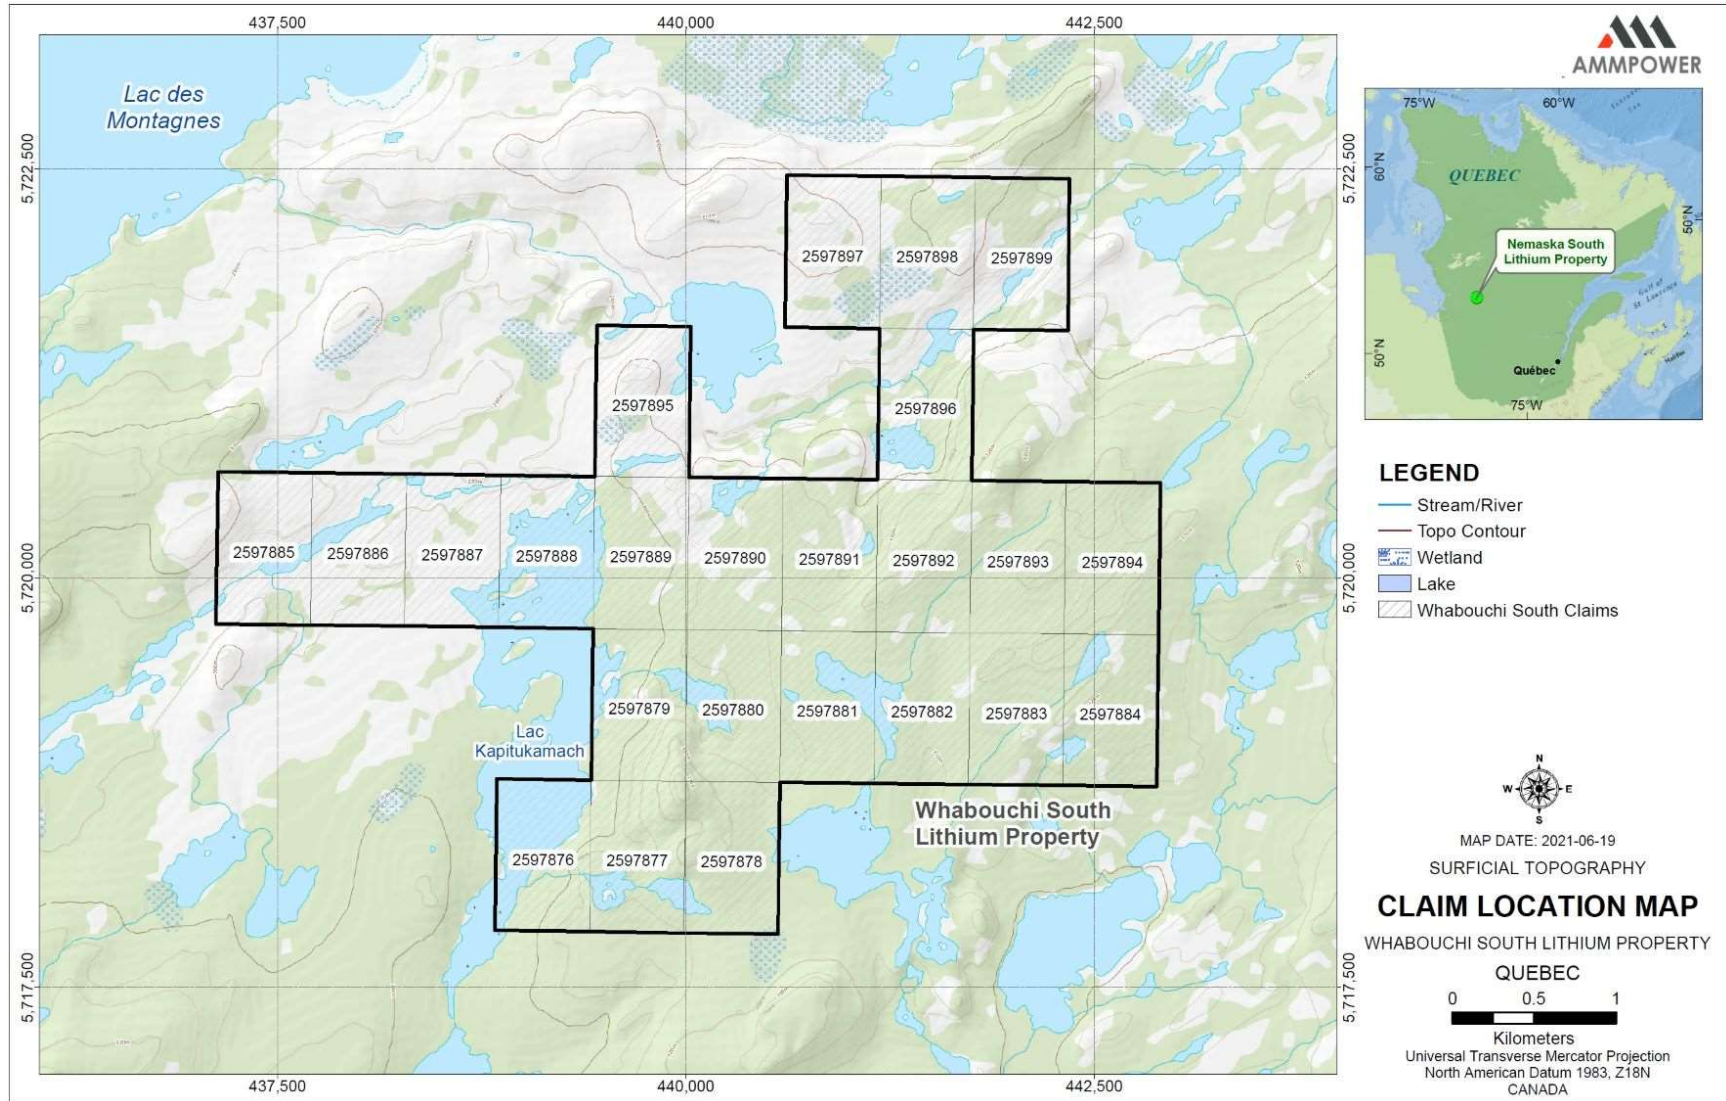 437,500
440,000
442,500
AMMPOWER
Lac des
Montagnes
5,722,500
5,722,500
75°W
60°W
60°N
50°N
QUEBEC
Nemaska South
Lithium Property
Gulf of
St. Lawrence
50°N
Québec
75°W
2597897
2597898
2597899
2597895
2597896
LEGEND
Stream/River
Topo Contour
Wetland
Lake
Whabouchi South Claims
2597885
2597886
2597887
2597888
2597889
2597890
2597891
2597892
2597893
2597894
5,720,000
5,720,000
2597879
2597880
2597881
2597882
2597883
2597884
Lac
Kapitukamach
Whabouchi South
Lithium Property
2597876
2597877
2597878
N
W
E
S
MAP DATE: 2021-06-19
SURFICIAL TOPOGRAPHY
CLAIM LOCATION MAP
WHABOUCHI SOUTH LITHIUM PROPERTY
QUEBEC
0 0.5 1
Kilometers
Universal Transverse Mercator Projection
North American Datum 1983, Z18N
CANADA
5,717,500
5,717,500
437,500
440,000
442,500